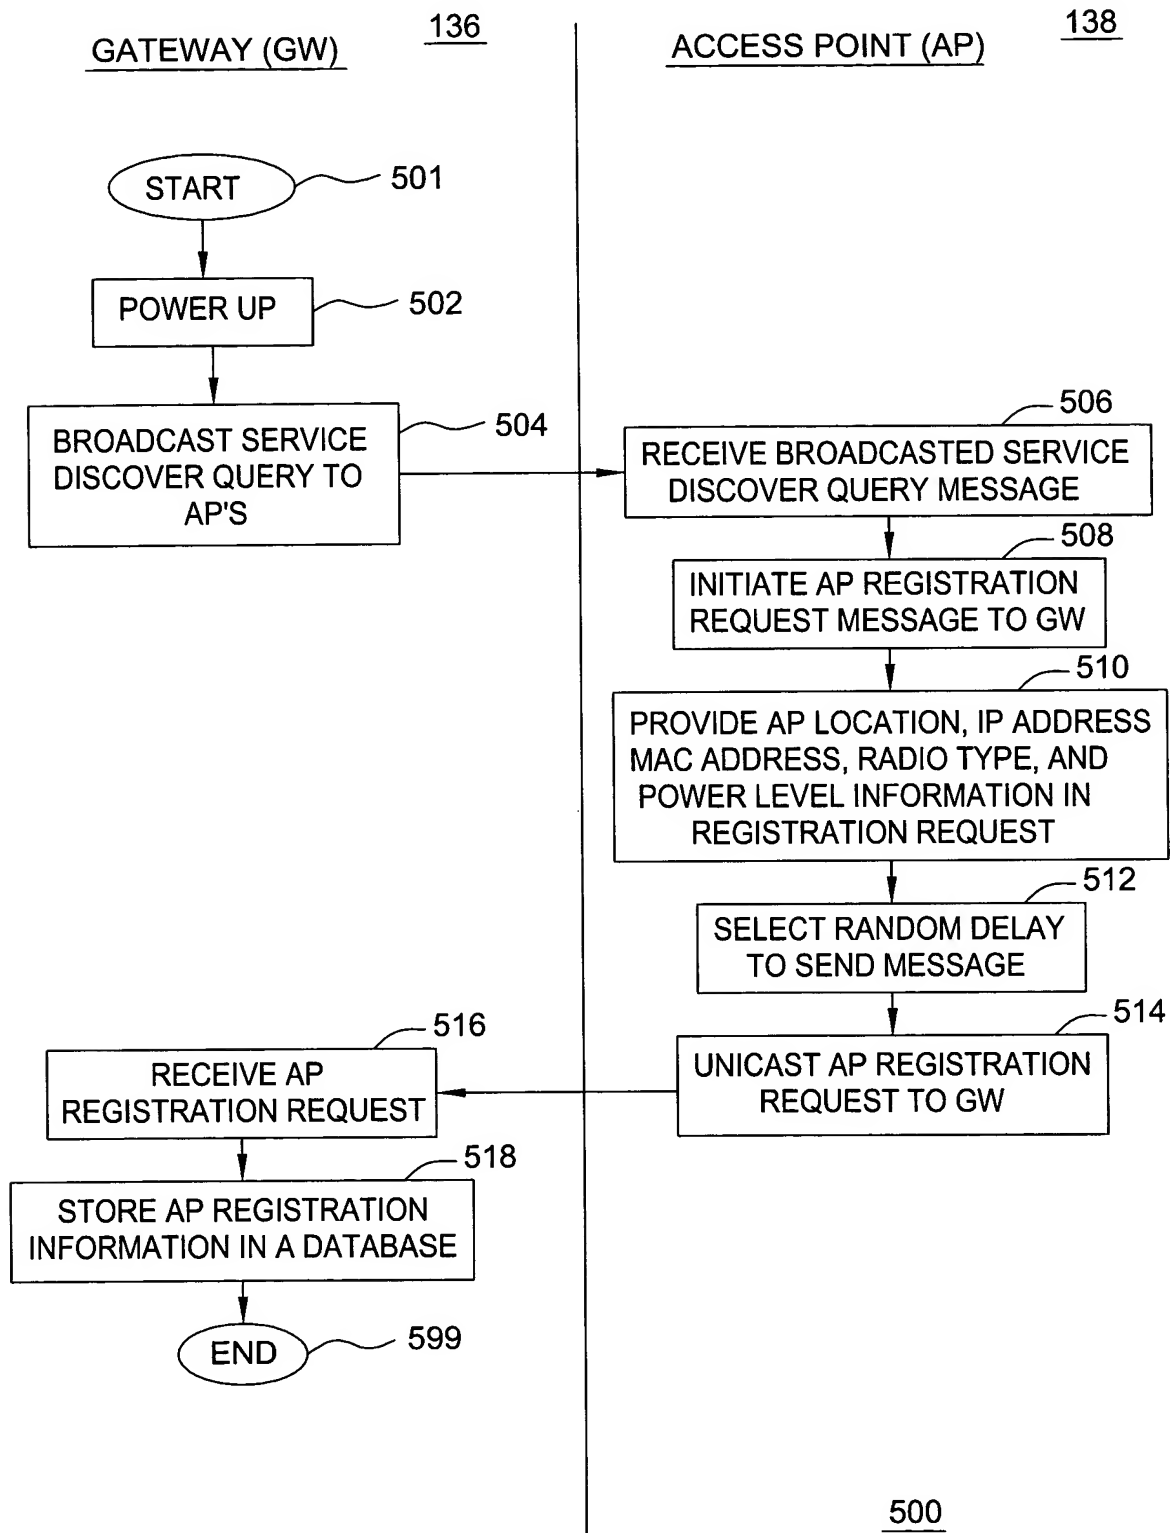 GATEWAY (GW)
136
ACCESS POINT (AP)
138
START
501
POWER UP
502
BROADCAST SERVICE
DISCOVER QUERY TO
AP'S
504
506
RECEIVE BROADCASTED SERVICE
DISCOVER QUERY MESSAGE
508
INITIATE AP REGISTRATION
REQUEST MESSAGE TO GW
510
PROVIDE AP LOCATION, IP ADDRESS
MAC ADDRESS, RADIO TYPE, AND
POWER LEVEL INFORMATION IN
REGISTRATION REQUEST
512
SELECT RANDOM DELAY
TO SEND MESSAGE
514
UNICAST AP REGISTRATION
REQUEST TO GW
516
RECEIVE AP
REGISTRATION REQUEST
518
STORE AP REGISTRATION
INFORMATION IN A DATABASE
END
599
500